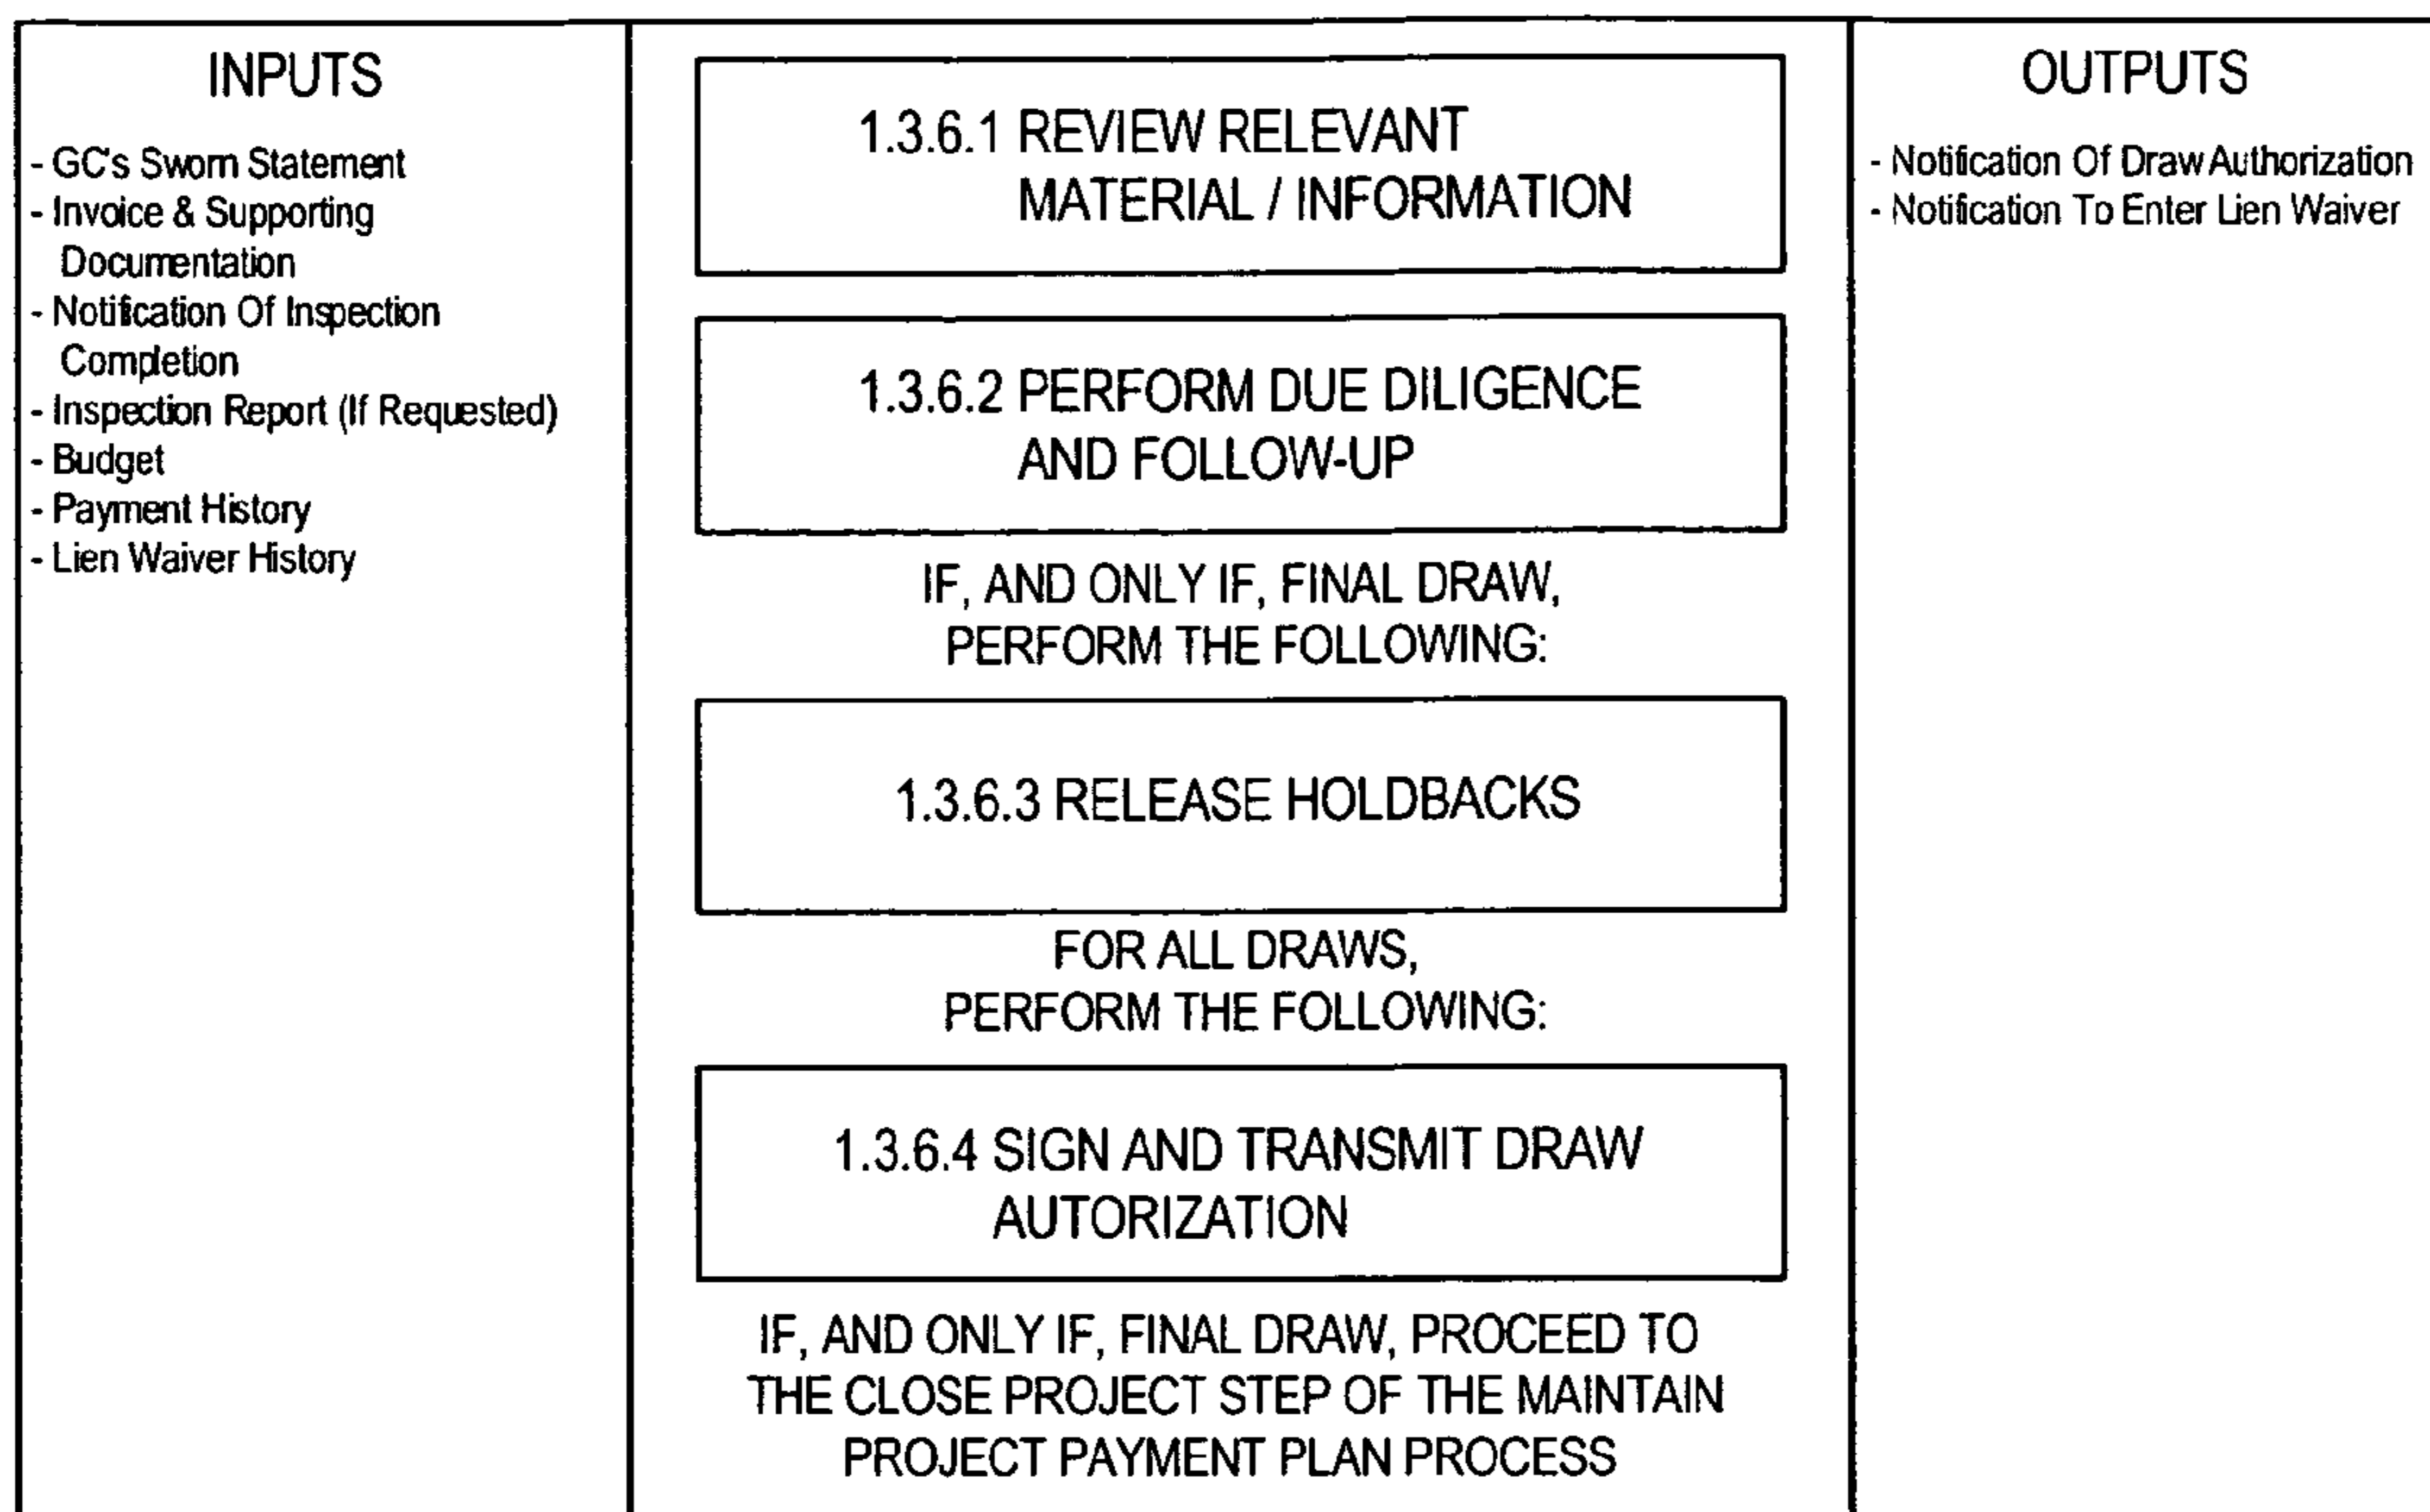 INPUTS
- GC's Sworn Statement
- Invoice & Supporting
Documentation
- Notification Of Inspection
Completion
- Inspection Report (If Requested)
- Budget
- Payment History
- Lien Waiver History
1.3.6.1 REVIEW RELEVANT
MATERIAL / INFORMATION
1.3.6.2 PERFORM DUE DILIGENCE
AND FOLLOW-UP
IF, AND ONLY IF, FINAL DRAW,
PERFORM THE FOLLOWING:
1.3.6.3 RELEASE HOLDBACKS
FOR ALL DRAWS,
PERFORM THE FOLLOWING:
1.3.6.4 SIGN AND TRANSMIT DRAW
AUTORIZATION
IF, AND ONLY IF, FINAL DRAW, PROCEED TO
THE CLOSE PROJECT STEP OF THE MAINTAIN
PROJECT PAYMENT PLAN PROCESS
OUTPUTS
- Notification Of Draw Authorization
- Notification To Enter Lien Waiver